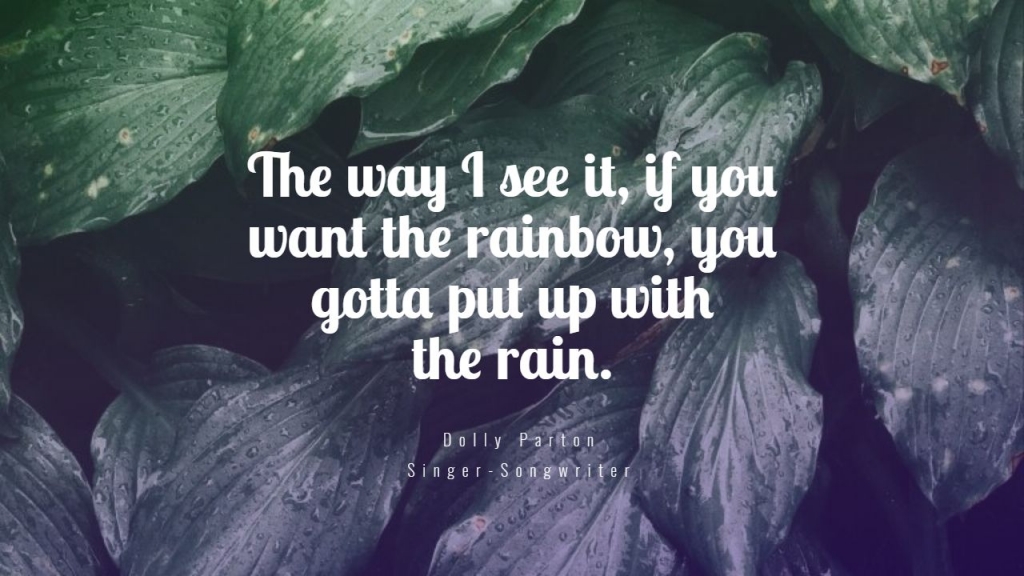 The way I see it, if you
want the rainbow, you
gotta put up with
the rain.
Dolly Parton
Singer-Songwriter